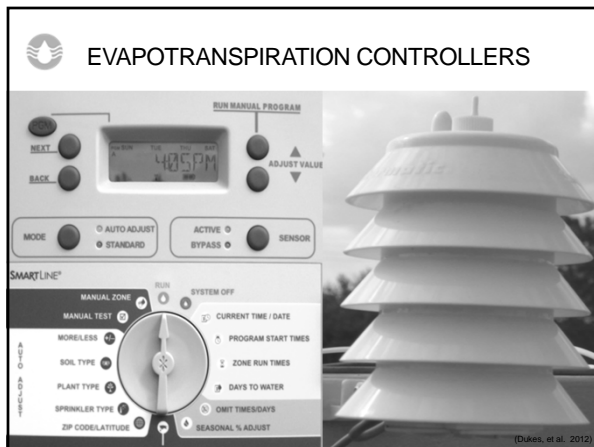 EVAPOTRANSPIRATION CONTROLLERS
RUN MANUAL PROGRAM
NEXT
BACK
TUE THU SAT
4:05PM
ADJUST VALUE
MODE
AUTO ADJUST
STANDARD
ACTIVE
BYPASS
SENSOR
SMARTLINE®
RUN
SYSTEM OFF
MANUAL ZONE
MANUAL TEST
MORE/LESS +/-
SOIL TYPE
PLANT TYPE
SPRINKLER TYPE
ZIP CODE/LATITUDE
AUTO ADJUST
CURRENT TIME / DATE
PROGRAM START TIMES
ZONE RUN TIMES
DAYS TO WATER
OMIT TIMES/DAYS
SEASONAL % ADJUST
(Dukes, et al. 2012)